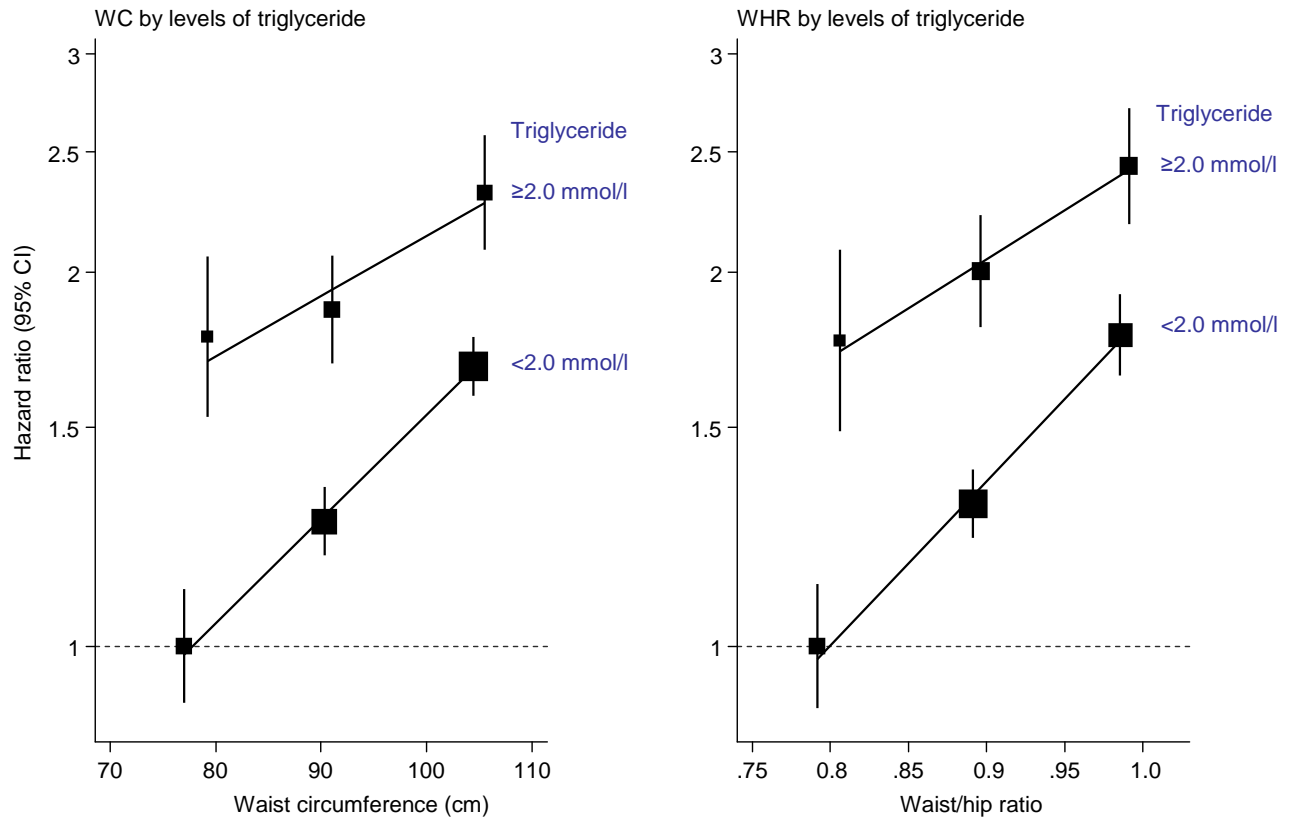 WC by levels of triglyceride
3
2.5
2
1.5
1
Hazard ratio (95% CI)
Triglyceride
≥2.0 mmol/l
<2.0 mmol/l
70 80 90 100 110
Waist circumference (cm)
WHR by levels of triglyceride
3
2.5
2
1.5
1
Triglyceride
≥2.0 mmol/l
<2.0 mmol/l
.75 0.8 .85 0.9 .95 1.0
Waist/hip ratio